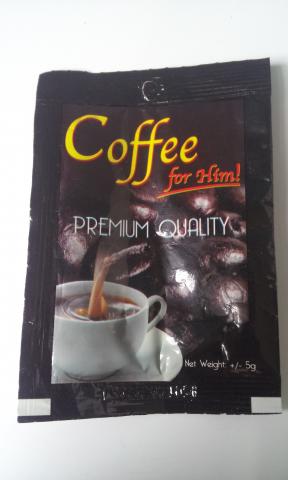 Coffee
for Him!
PREMIUM QUALITY
Net Weight: +/- 5g